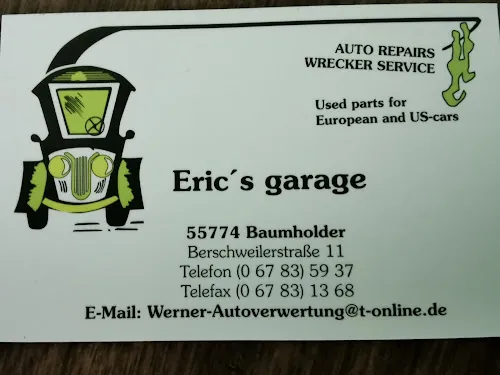 AUTO REPAIRS
WRECKER SERVICE
Used parts for
European and US-cars
Eric´s garage
55774 Baumholder
Berschweilerstraße 11
Telefon (0 67 83) 59 37
Telefax (0 67 83) 13 68
E-Mail: Werner-Autoverwertung@t-online.de